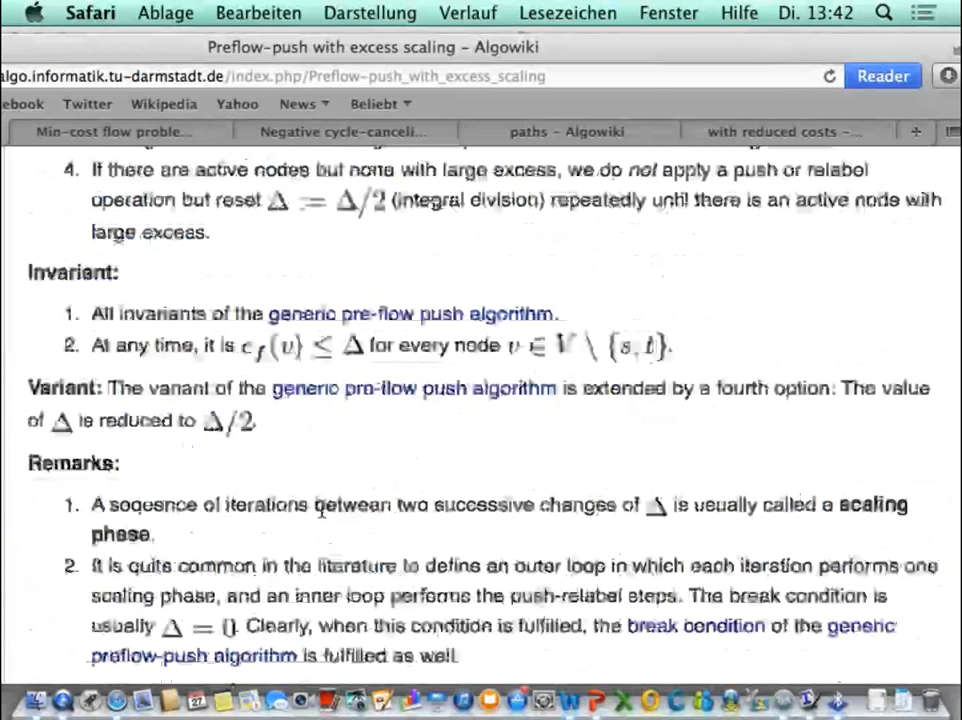 Safari Ablage Bearbeiten Darstellung Verlauf Lesezeichen Fenster Hilfe Di. 13:42
Preflow-push with excess scaling – Algowiki
algo.informatik.tu-darmstadt.de/index.php/Preflow-push_with_excess_scaling Reader
ebook Twitter Wikipedia Yahoo News ▾ Beliebt ▾
Min-cost flow proble... Negative cycle-canceli... paths – Algowiki with reduced costs –... +
4. If there are active nodes but none with large excess, we do not apply a push or relabel
operation but reset Δ := Δ/2 (integral division) repeatedly until there is an active node with
large excess.
Invariant:
1. All invariants of the generic pre-flow push algorithm.
2. At any time, it is e_f(v) ≤ Δ for every node v ∈ V \ {s, t}.
Variant: The variant of the generic pre-flow push algorithm is extended by a fourth option: The value
of Δ is reduced to Δ/2.
Remarks:
1. A sequence of iterations between two successive changes of Δ is usually called a scaling
phase.
2. It is quite common in the literature to define an outer loop in which each iteration performs one
scaling phase, and an inner loop performs the push-relabel steps. The break condition is
usually Δ = 0. Clearly, when this condition is fulfilled, the break condition of the generic
preflow-push algorithm is fulfilled as well.